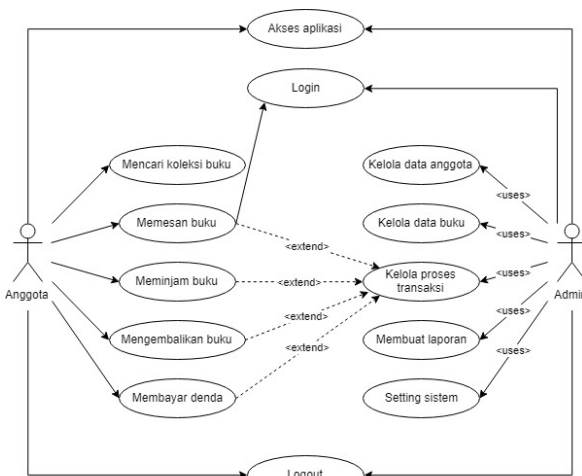 Akses aplikasi
Login
Mencari koleksi buku
Kelola data anggota
<uses>
Memesan buku
Kelola data buku
<uses>
<extend>
Anggota
Meminjam buku
<extend>
Kelola proses
transaksi
<uses>
Admin
<extend>
Mengembalikan buku
<extend>
Membuat laporan
<uses>
<uses>
Membayar denda
Setting sistem
Logout